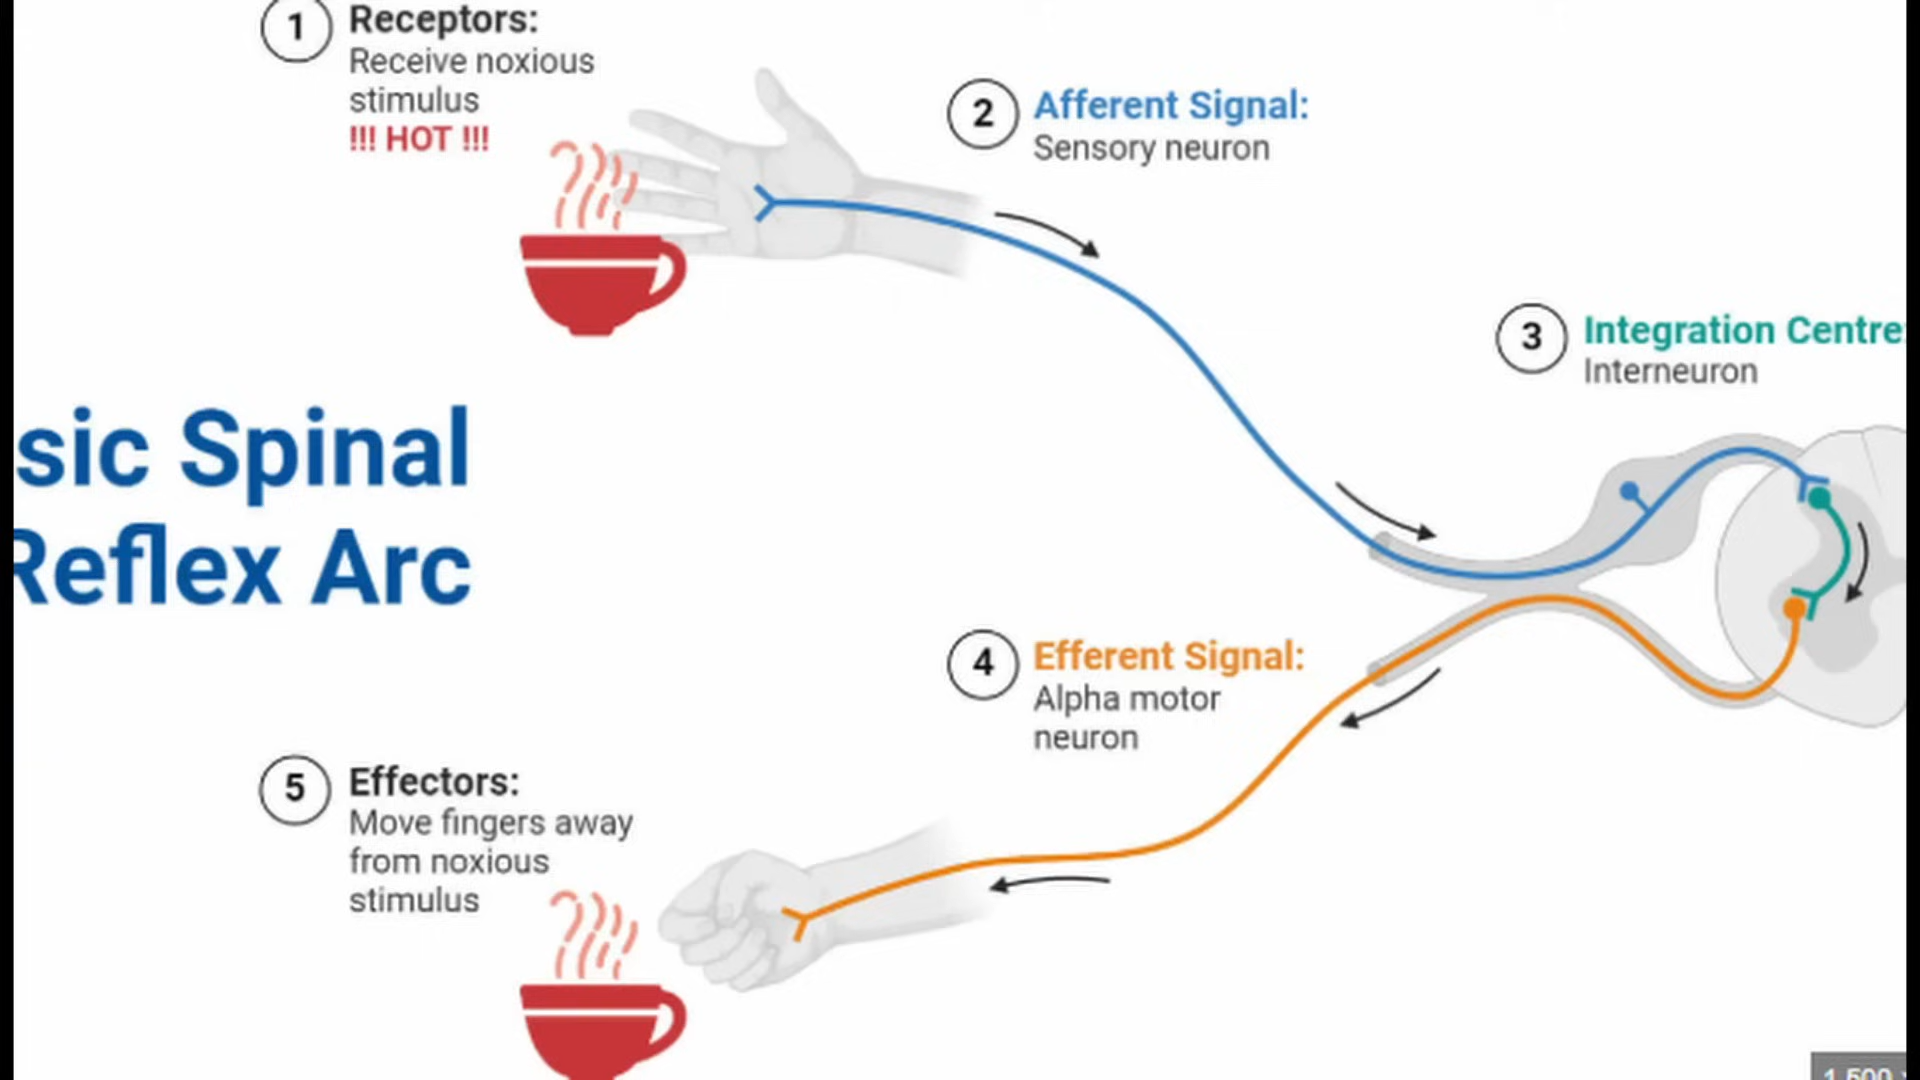 1
Receptors:
Receive noxious
stimulus
!!! HOT !!!
2
Afferent Signal:
Sensory neuron
3
Integration Centre:
Interneuron
sic Spinal
Reflex Arc
4
Efferent Signal:
Alpha motor
neuron
5
Effectors:
Move fingers away
from noxious
stimulus